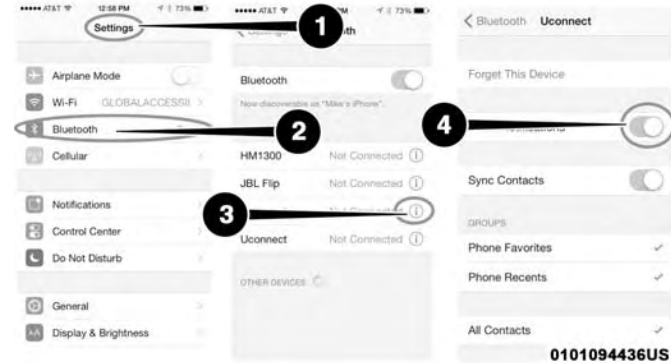 AT&T
12:58 PM
73%
Settings
Airplane Mode
Wi-Fi GLOBALACCESSII
Bluetooth
Cellular
Notifications
Control Center
Do Not Disturb
General
Display & Brightness
AT&T
73%
Bluetooth
Now discoverable as "Mike's iPhone".
HM1300 Not Connected
JBL Flip Not Connected
Uconnect Not Connected
OTHER DEVICES
Bluetooth Uconnect
Forget This Device
Sync Contacts
GROUPS
Phone Favorites
Phone Recents
All Contacts
1
2
3
4
0101094436US